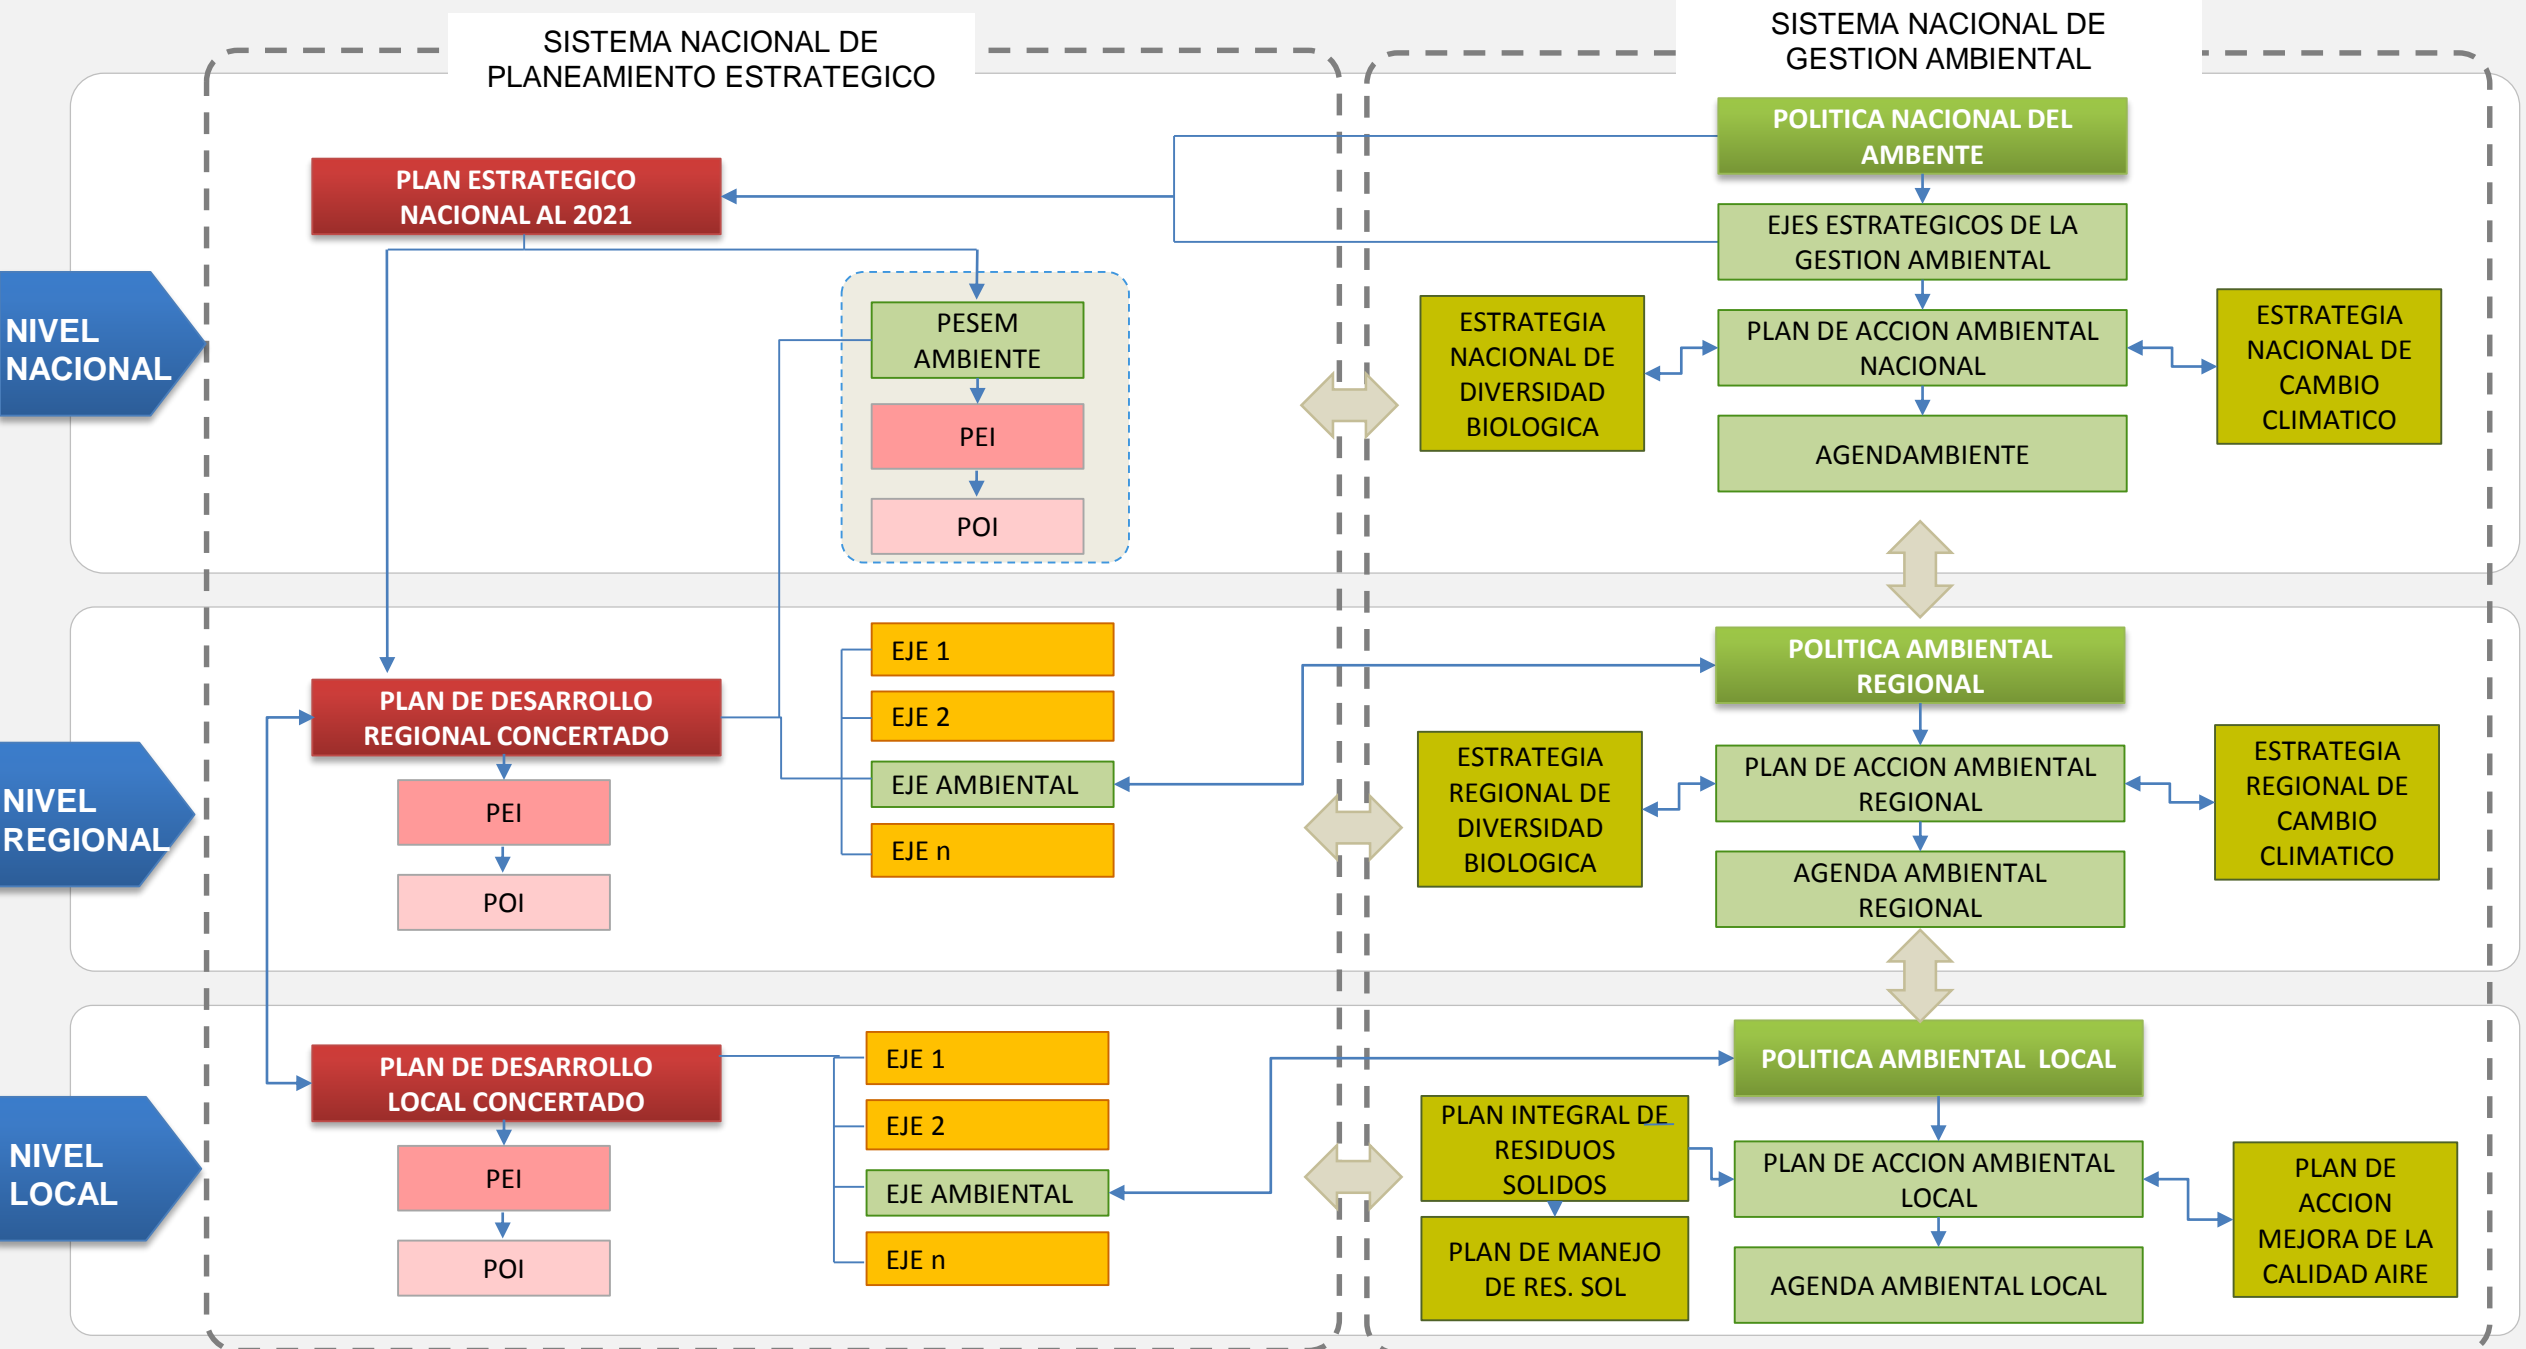 SISTEMA NACIONAL DE
PLANEAMIENTO ESTRATEGICO
SISTEMA NACIONAL DE
GESTION AMBIENTAL
NIVEL
NACIONAL
PLAN ESTRATEGICO
NACIONAL AL 2021
PESEM
AMBIENTE
PEI
POI
POLITICA NACIONAL DEL
AMBENTE
EJES ESTRATEGICOS DE LA
GESTION AMBIENTAL
ESTRATEGIA
NACIONAL DE
DIVERSIDAD
BIOLOGICA
PLAN DE ACCION AMBIENTAL
NACIONAL
AGENDAMBIENTE
ESTRATEGIA
NACIONAL DE
CAMBIO
CLIMATICO
NIVEL
REGIONAL
PLAN DE DESARROLLO
REGIONAL CONCERTADO
PEI
POI
EJE 1
EJE 2
EJE AMBIENTAL
EJE n
POLITICA AMBIENTAL
REGIONAL
ESTRATEGIA
REGIONAL DE
DIVERSIDAD
BIOLOGICA
PLAN DE ACCION AMBIENTAL
REGIONAL
AGENDA AMBIENTAL
REGIONAL
ESTRATEGIA
REGIONAL DE
CAMBIO
CLIMATICO
NIVEL
LOCAL
PLAN DE DESARROLLO
LOCAL CONCERTADO
PEI
POI
EJE 1
EJE 2
EJE AMBIENTAL
EJE n
POLITICA AMBIENTAL LOCAL
PLAN INTEGRAL DE
RESIDUOS
SOLIDOS
PLAN DE MANEJO
DE RES. SOL
PLAN DE ACCION AMBIENTAL
LOCAL
AGENDA AMBIENTAL LOCAL
PLAN DE
ACCION
MEJORA DE LA
CALIDAD AIRE